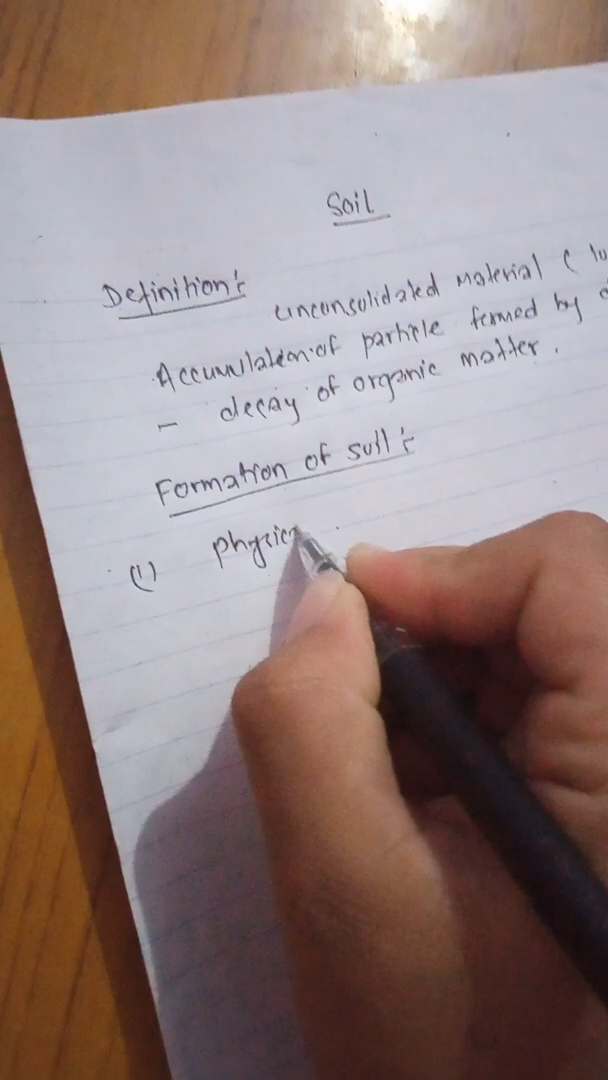 Soil
Definition:
unconsolidated Material (
Accumulation of particle formed by
- decay of organic matter.
Formation of soil:
(1) physic